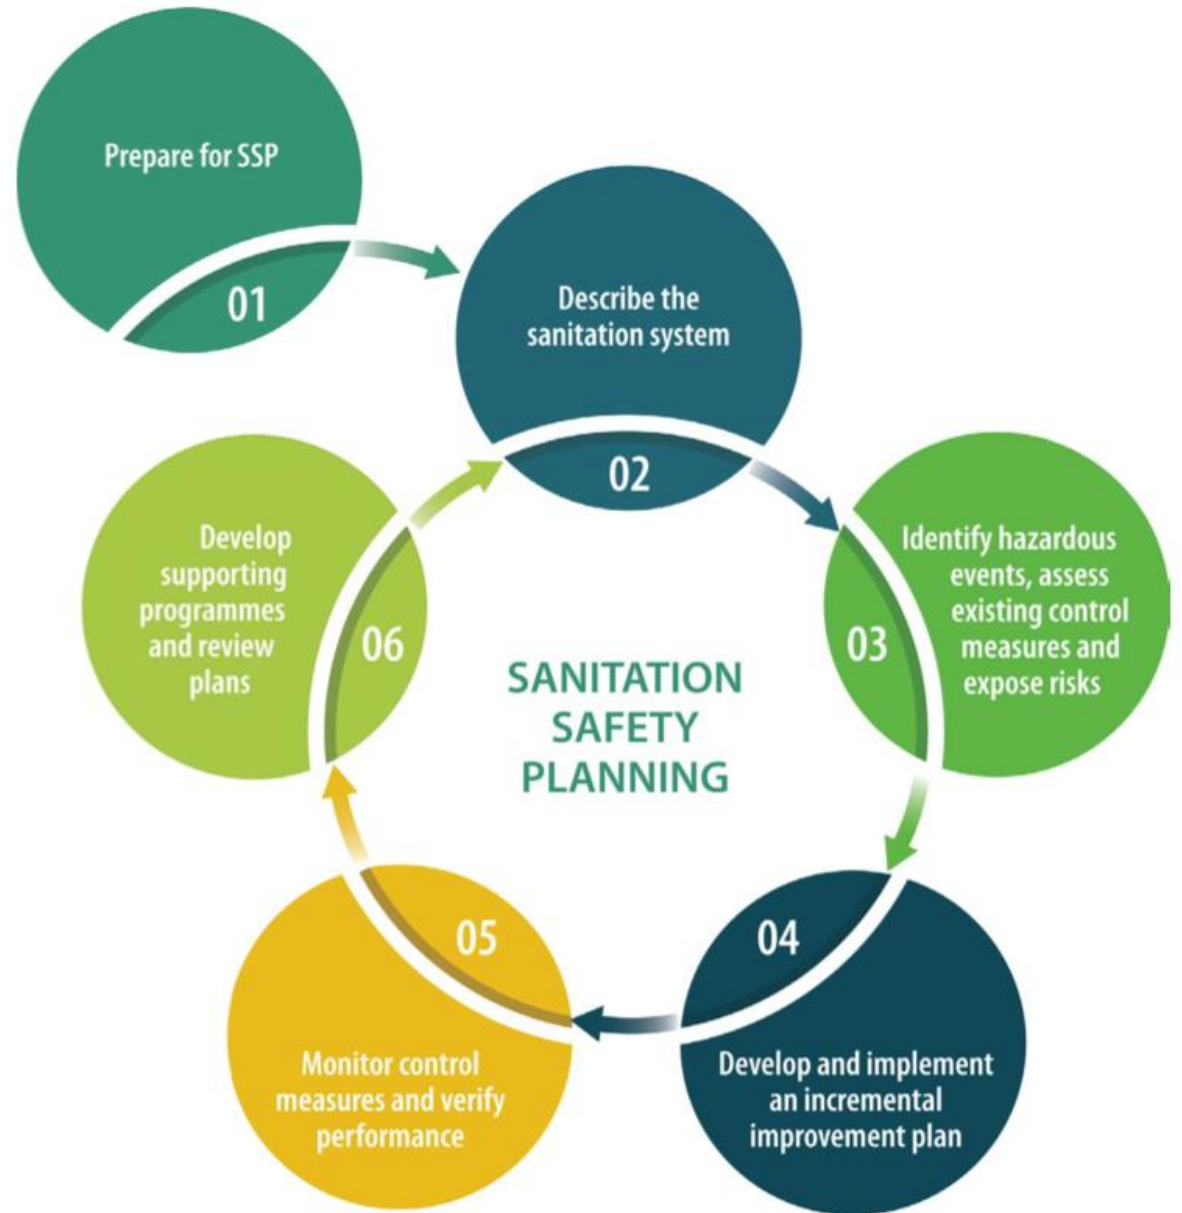 Prepare for SSP
01
Describe the
sanitation system
02
Identify hazardous
events, assess
existing control
measures and
expose risks
03
Develop and implement
an incremental
improvement plan
04
Monitor control
measures and verify
performance
05
Develop
supporting
programmes
and review
plans
06
SANITATION
SAFETY
PLANNING